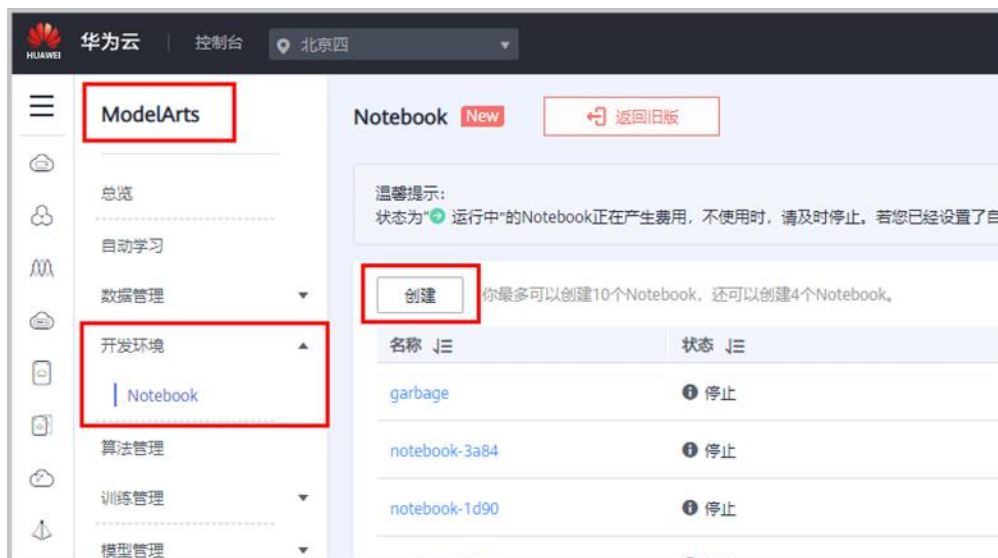 HUAWEI
华为云
控制台
北京四
ModelArts
总览
自动学习
数据管理
开发环境
Notebook
算法管理
训练管理
模型管理
Notebook New 返回旧版
温馨提示:
状态为“ 运行中”的Notebook正在产生费用，不使用时，请及时停止。若您已经设置了自
创建 你最多可以创建10个Notebook，还可以创建4个Notebook。
名称 状态
garbage 停止
notebook-3a84 停止
notebook-1d90 停止